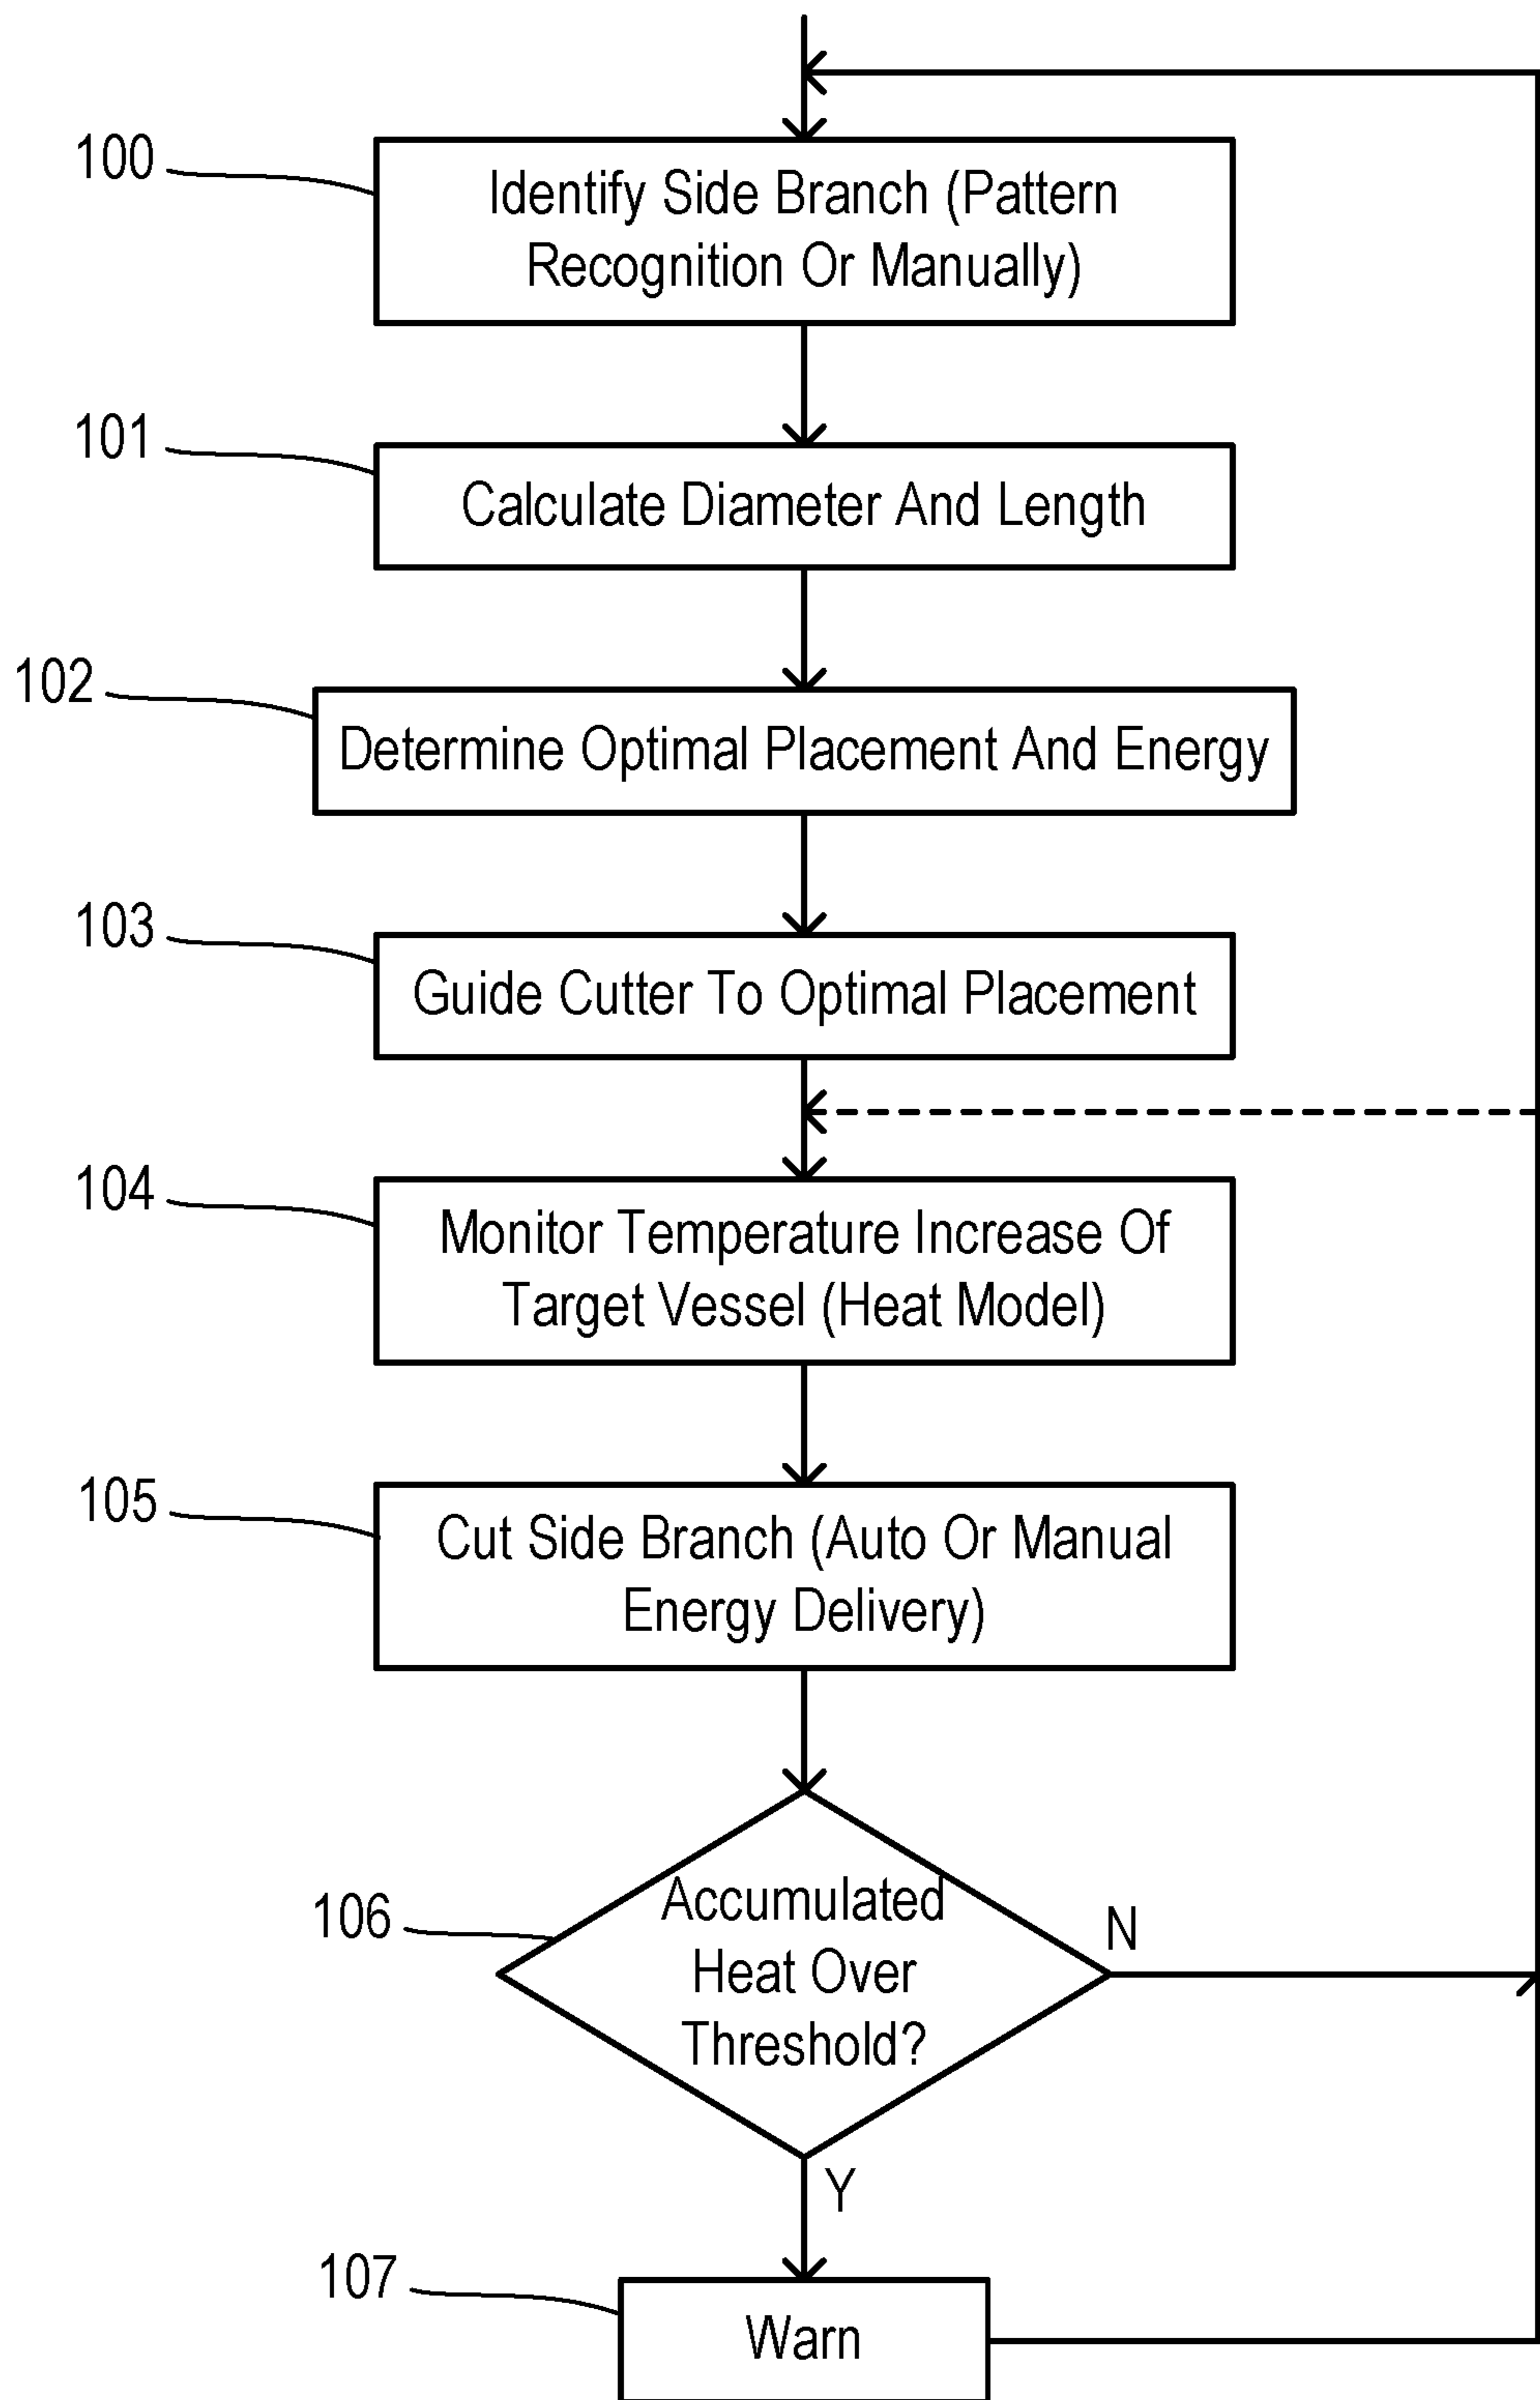 100
Identify Side Branch (Pattern
Recognition Or Manually)
101
Calculate Diameter And Length
102
Determine Optimal Placement And Energy
103
Guide Cutter To Optimal Placement
104
Monitor Temperature Increase Of
Target Vessel (Heat Model)
105
Cut Side Branch (Auto Or Manual
Energy Delivery)
106
Accumulated
Heat Over
Threshold?
N
Y
107
Warn